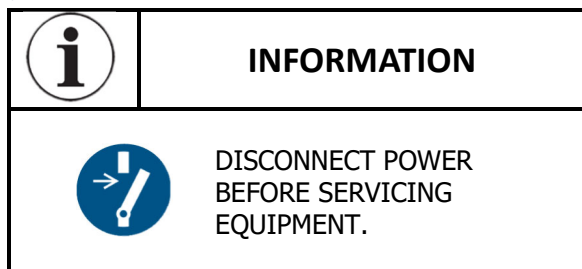 INFORMATION
DISCONNECT POWER
BEFORE SERVICING
EQUIPMENT.